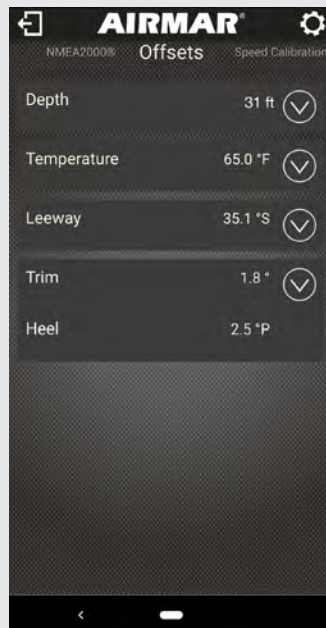 AIRMAR®
NMEA2000® Offsets Speed Calibration
Depth 31 ft
Temperature 65.0 °F
Leeway 35.1 °S
Trim 1.8 °
Heel 2.5 °P